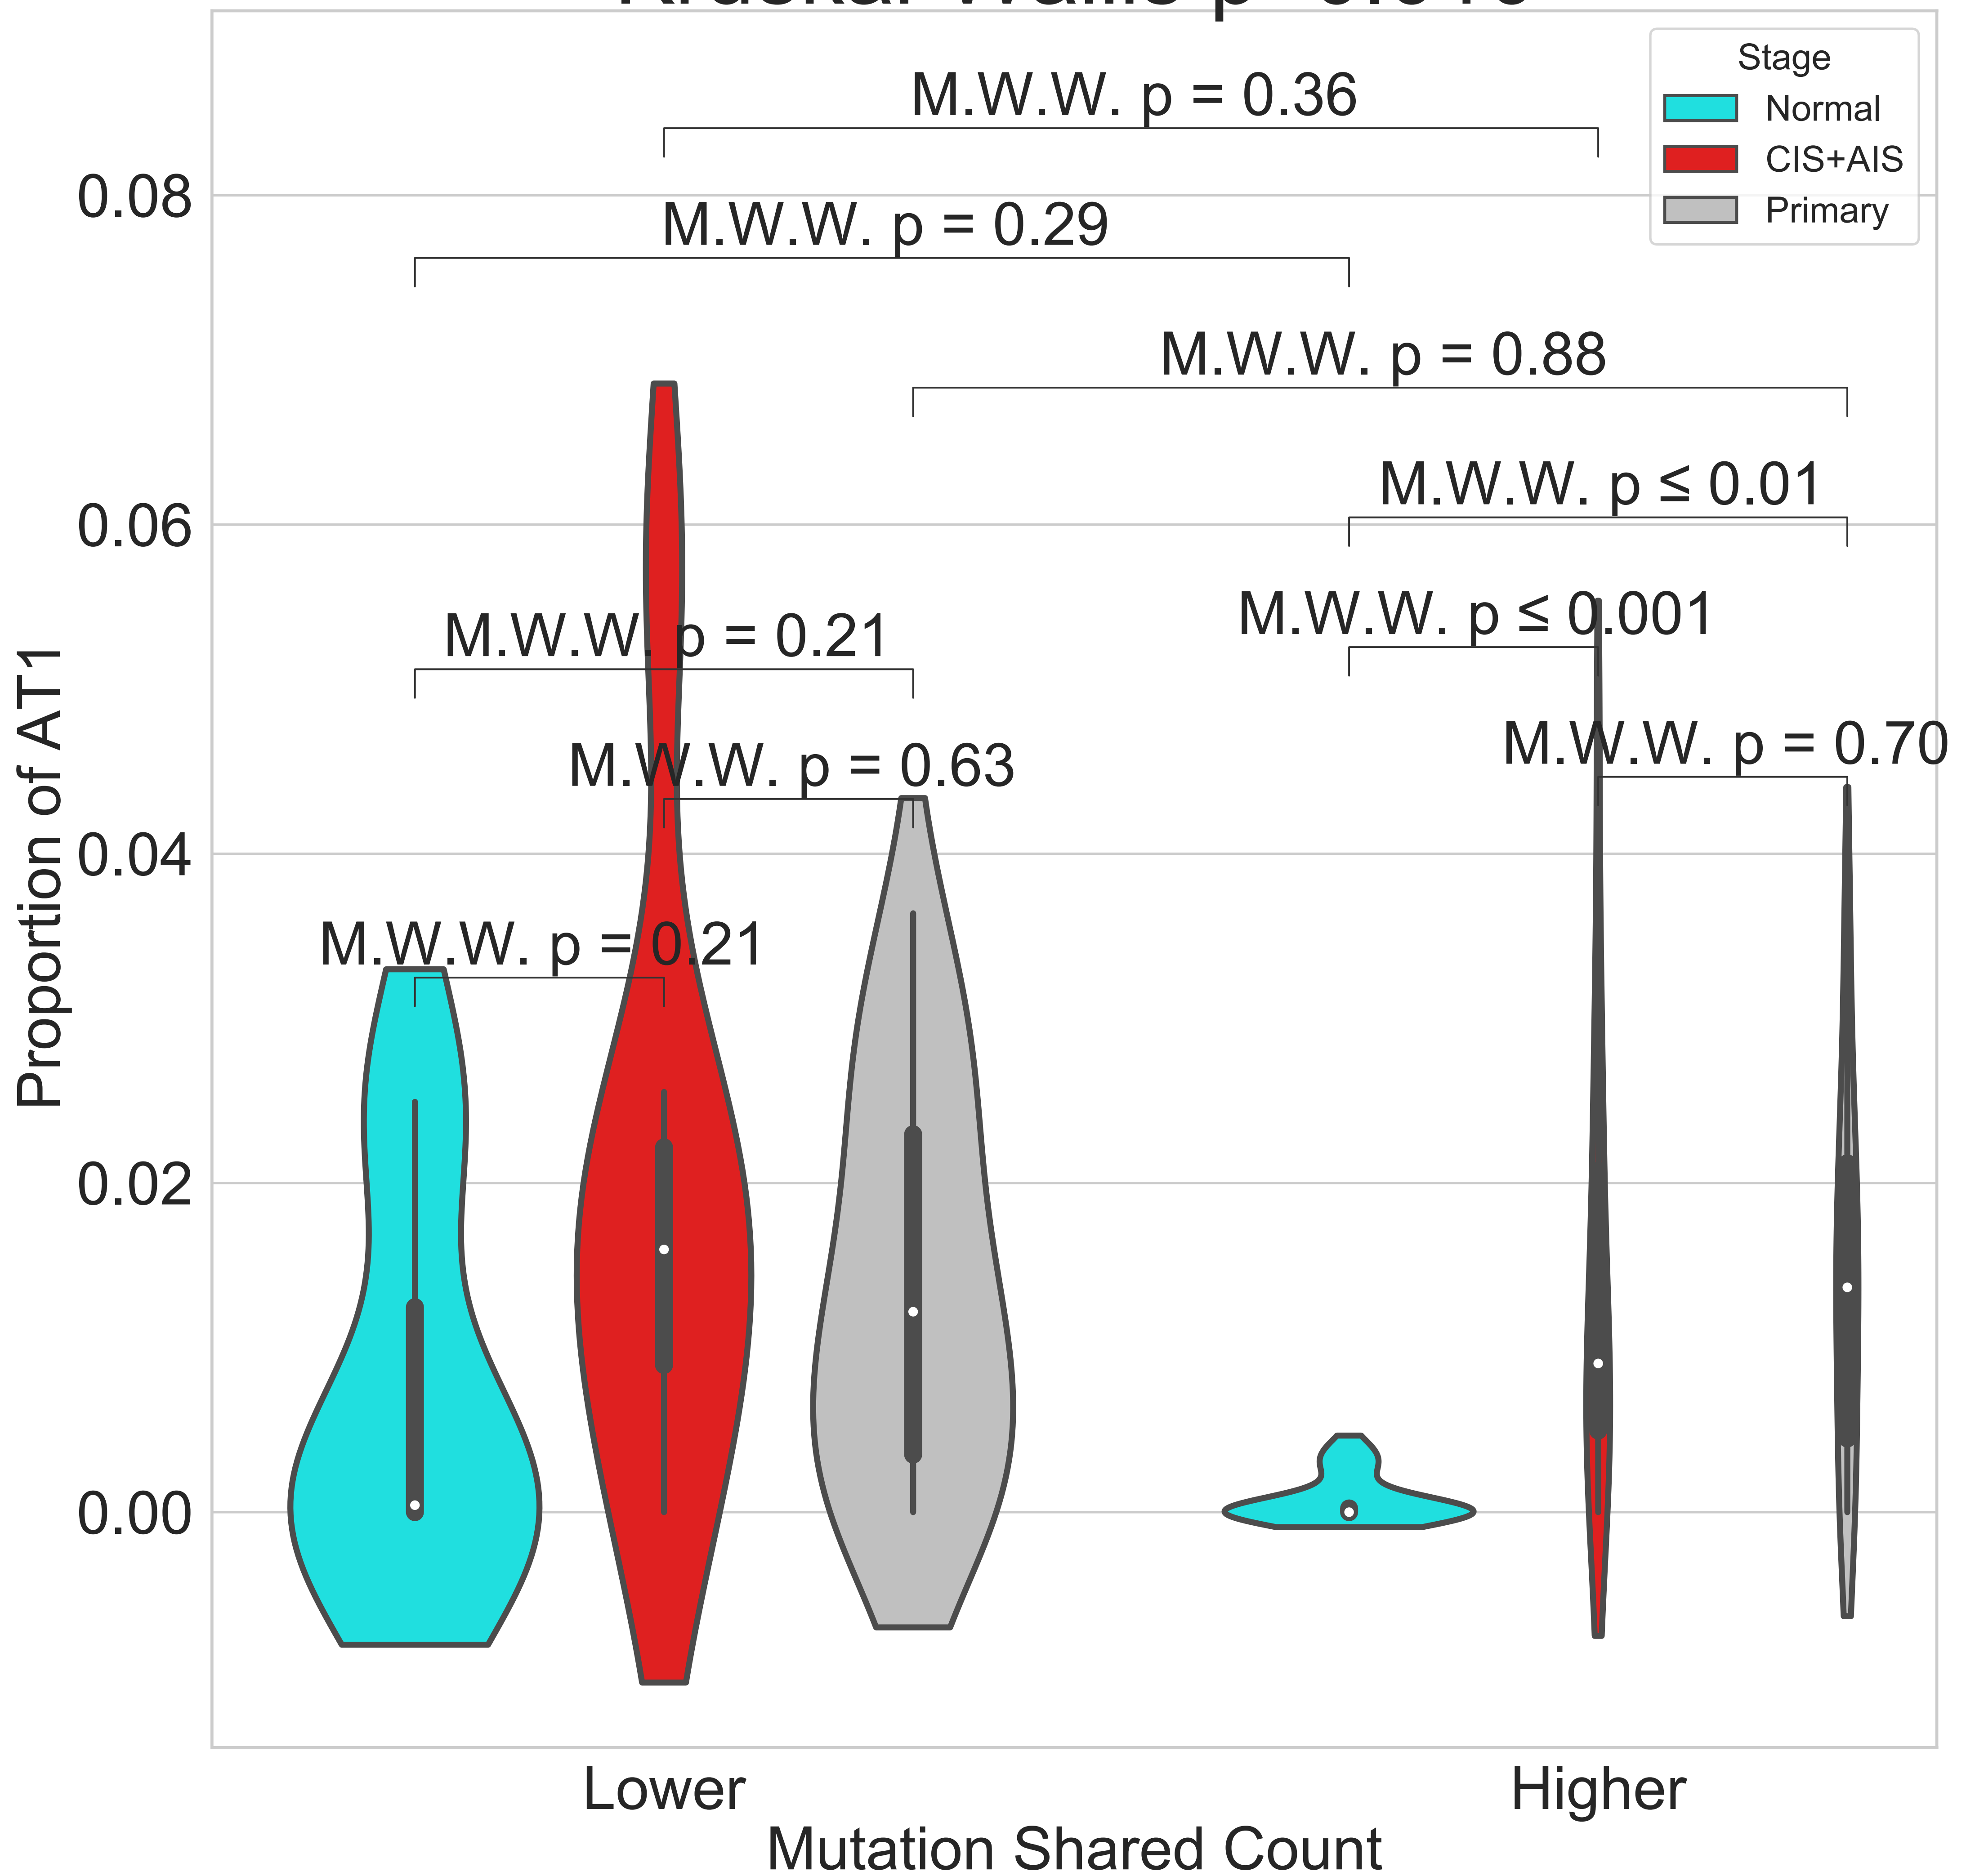 Stage
Normal
CIS+AIS
Primary
M.W.W. p = 0.36
M.W.W. p = 0.29
M.W.W. p = 0.88
M.W.W. p ≤ 0.01
M.W.W. p ≤ 0.001
M.W.W. p = 0.21
M.W.W. p = 0.70
M.W.W. p = 0.63
M.W.W. p = 0.21
0.08
0.06
0.04
0.02
0.00
Proportion of AT1
Lower
Higher
Mutation Shared Count